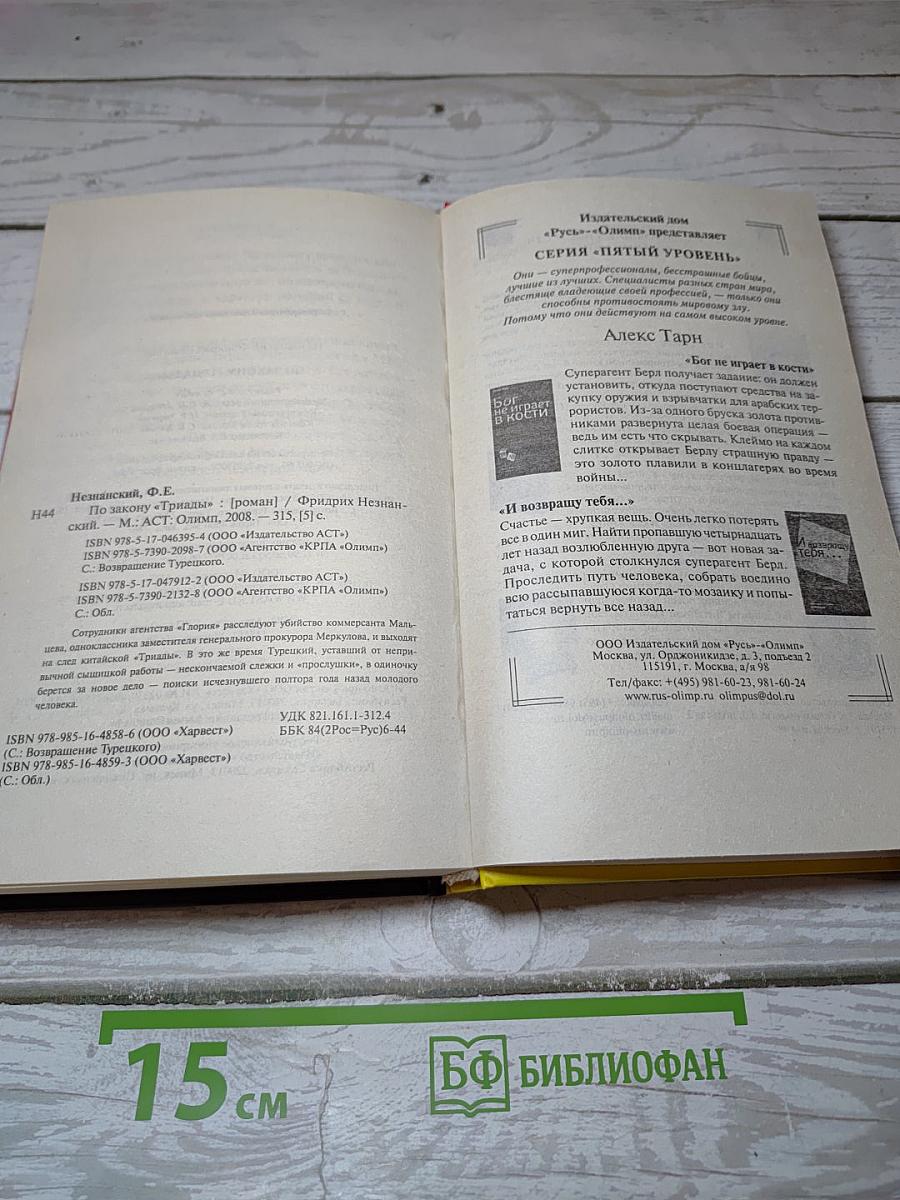 Незнанский, Ф.Е.
Н44 По закону «Триады» : [роман] / Фридрих Незнан-
ский. — М.: АСТ: Олимп, 2008. — 315, [5] с.
ISBN 978-5-17-046395-4 (ООО «Издательство АСТ»)
ISBN 978-5-7390-2098-7 (ООО «Агентство «КРПА «Олимп»)
С.: Возвращение Турецкого.
ISBN 978-5-17-047912-2 (ООО «Издательство АСТ»)
ISBN 978-5-7390-2132-8 (ООО «Агентство «КРПА «Олимп»)
С.: Обл.
Сотрудники агентства «Глория» расследуют убийство коммерсанта Маль-
цева, одноклассника заместителя генерального прокурора Меркулова, и выходят
на след китайской «Триады». В это же время Турецкий, уставший от непри-
вычной сыщицкой работы — нескончаемой слежки и «прослушки», в одиночку
берется за новое дело — поиски исчезнувшего полтора года назад молодого
человека.
УДК 821.161.1-312.4
ББК 84(2Рос=Рус)6-44
ISBN 978-985-16-4858-6 (ООО «Харвест»)
(С.: Возвращение Турецкого)
ISBN 978-985-16-4859-3 (ООО «Харвест»)
(С.: Обл.)
Издательский дом
«Русь»-«Олимп» представляет
СЕРИЯ «ПЯТЫЙ УРОВЕНЬ»
Они — суперпрофессионалы, бесстрашные бойцы,
лучшие из лучших. Специалисты разных стран мира,
блестяще владеющие своей профессией, — только они
способны противостоять мировому злу.
Потому что они действуют на самом высоком уровне.
Алекс Тарн
«Бог не играет в кости»
Суперагент Берл получает задание: он должен
установить, откуда поступают средства на за-
купку оружия и взрывчатки для арабских тер-
рористов. Из-за одного бруска золота против-
никами развернута целая боевая операция —
ведь им есть что скрывать. Клеймо на каждом
слитке открывает Берлу страшную правду —
это золото плавили в концлагерях во время
войны...
Бог
не играет
в кости
«И возвращу тебя...»
Счастье — хрупкая вещь. Очень легко потерять
все в один миг. Найти пропавшую четырнадцать
лет назад возлюбленную друга — вот новая за-
дача, с которой столкнулся суперагент Берл.
Проследить путь человека, собрать воедино
всю рассыпавшуюся когда-то мозаику и попы-
таться вернуть все назад...
И возвращу
тебя...
ООО Издательский дом «Русь»-«Олимп»
Москва, ул. Орджоникидзе, д. 3, подъезд 2
115191, г. Москва, а/я 98
Тел/факс: +(495) 981-60-23, 981-60-24
www.rus-olimp.ru olimpus@dol.ru
15 см
БФ БИБЛИОФАН